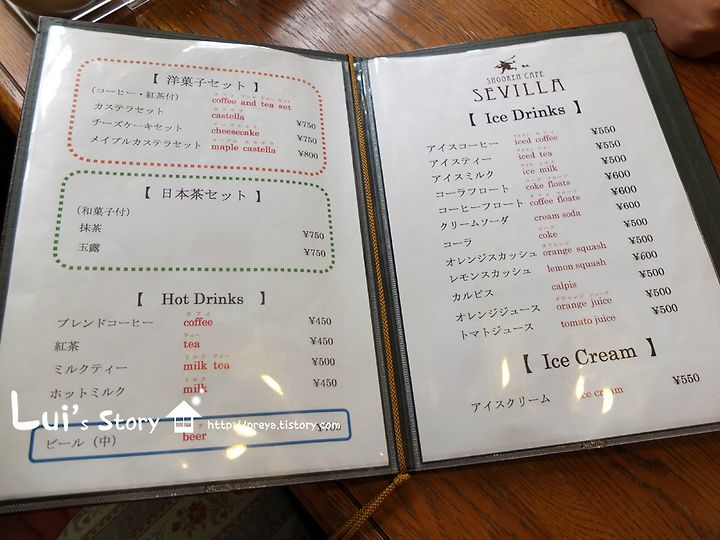 【 洋菓子セット 】
(コーヒー・紅茶付) coffee and tea set
カステラセット castella ¥750
チーズケーキセット cheesecake ¥750
メイプルカステラセット maple castella ¥800
【 日本茶セット 】
(和菓子付)
抹茶 ¥750
玉露 ¥750
【 Hot Drinks 】
ブレンドコーヒー coffee ¥450
紅茶 tea ¥450
ミルクティー milk tea ¥500
ホットミルク milk ¥450
ビール (中) beer
Lui's Story http://preya.tistory.com
SHOOKEN CAFE
SEVILLA
【 Ice Drinks 】
アイスコーヒー iced coffee ¥550
アイスティー iced tea ¥550
アイスミルク ice milk ¥500
コーラフロート coke floats ¥600
コーヒーフロート coffee floats ¥600
クリームソーダ cream soda ¥600
コーラ coke ¥500
オレンジスカッシュ orange squash ¥500
レモンスカッシュ lemon squash ¥600
カルピス calpis ¥500
オレンジジュース orange juice ¥500
トマトジュース tomato juice ¥500
【 Ice Cream 】
アイスクリーム ice cream ¥550